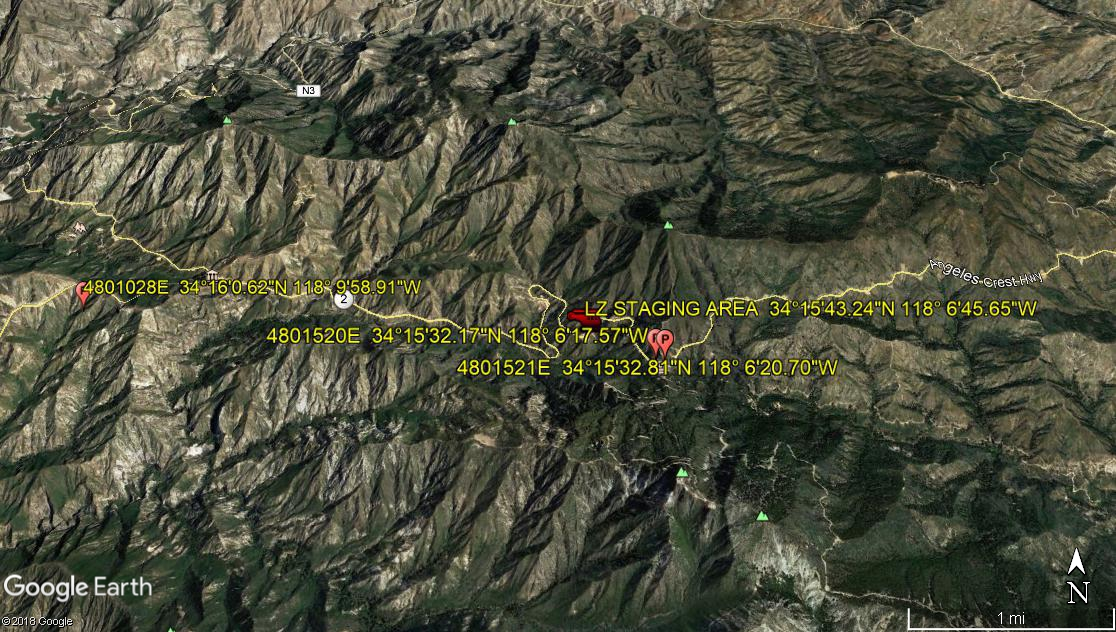 N3
4801028E 34°16'0.62"N 118° 9'58.91"W
2
Angeles Crest Hwy
LZ STAGING AREA 34°15'43.24"N 118° 6'45.65"W
4801520E 34°15'32.17"N 118° 6'17.57"W
P
4801521E 34°15'32.81"N 118° 6'20.70"W
Google Earth
N
©2018 Google
1 mi